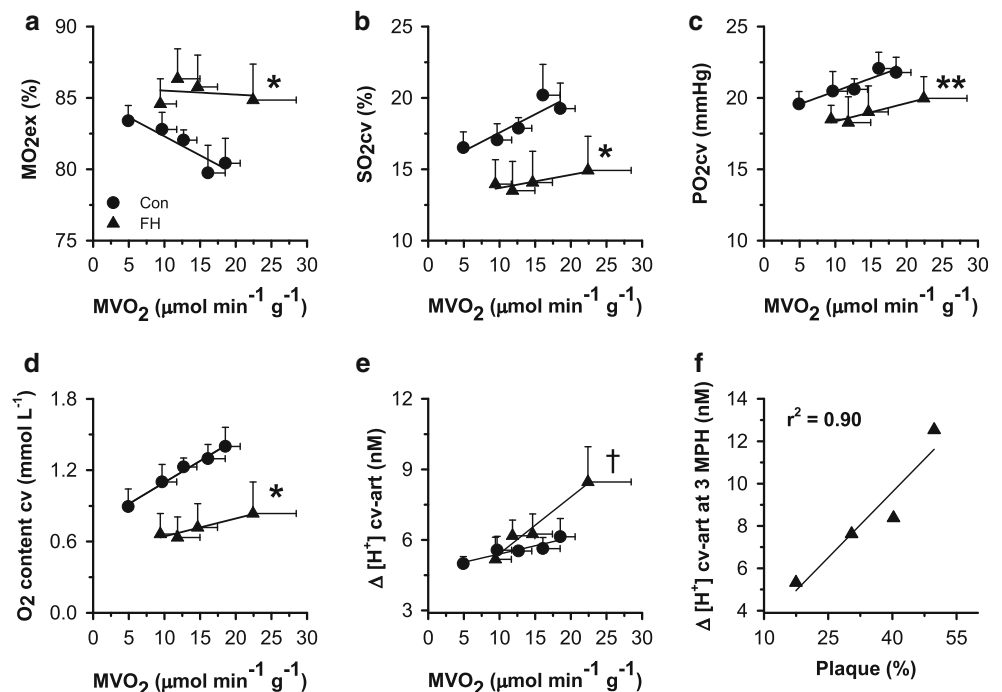 a
90
85
80
75
MO2ex (%)
Con
FH
*
0 5 10 15 20 25 30
MVO2 (μmol min-1 g-1)
b
25
20
15
10
SO2cv (%)
*
0 5 10 15 20 25 30
MVO2 (μmol min-1 g-1)
c
25
20
15
10
PO2cv (mmHg)
**
0 5 10 15 20 25 30
MVO2 (μmol min-1 g-1)
d
1.8
1.2
0.6
0.0
O2 content cv (mmol L-1)
*
0 5 10 15 20 25 30
MVO2 (μmol min-1 g-1)
e
12
9
6
3
Δ [H+] cv-art (nM)
†
0 5 10 15 20 25 30
MVO2 (μmol min-1 g-1)
f
14
12
10
8
6
4
Δ [H+] cv-art at 3 MPH (nM)
r2 = 0.90
10 25 40 55
Plaque (%)